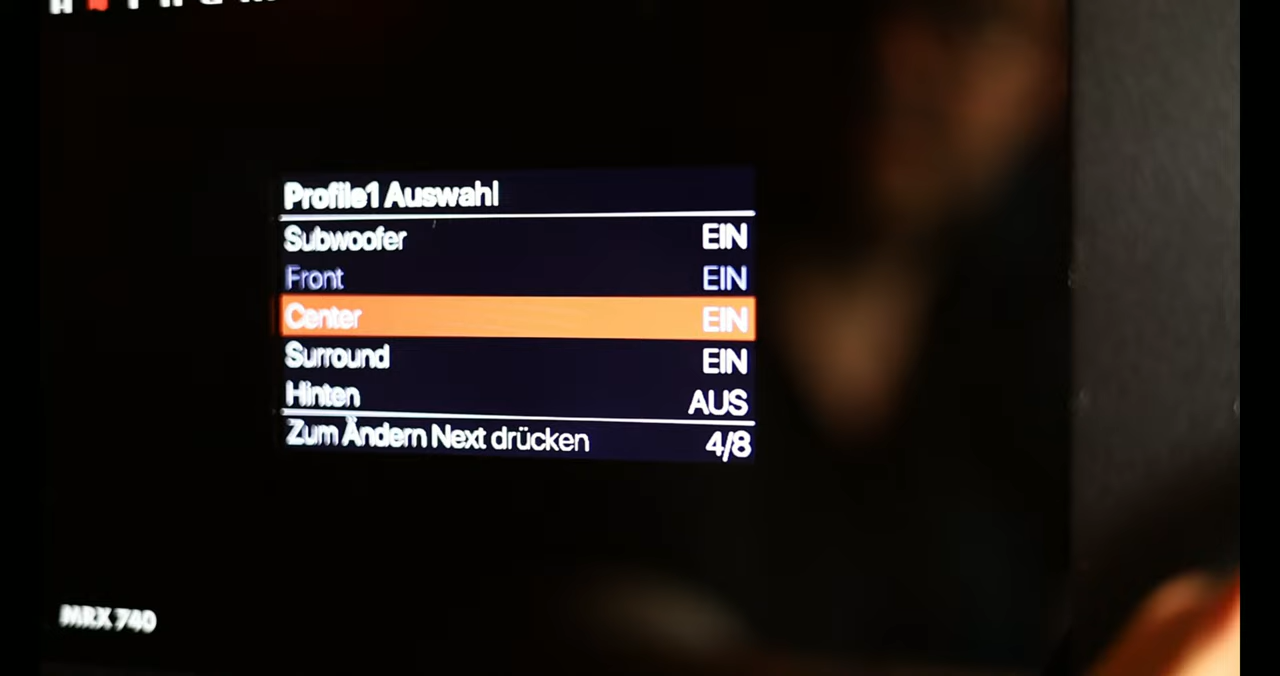 Profile1 Auswahl
Subwoofer EIN
Front EIN
Center EIN
Surround EIN
Hinten AUS
Zum Ändern Next drücken 4/8
MRX 740